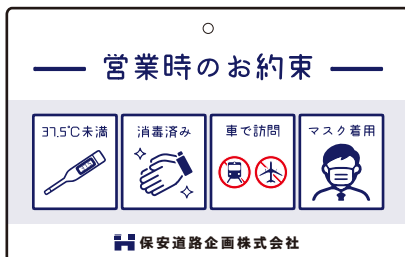 営業時のお約束
37.5℃未満
消毒済み
車で訪問
マスク着用
保安道路企画株式会社